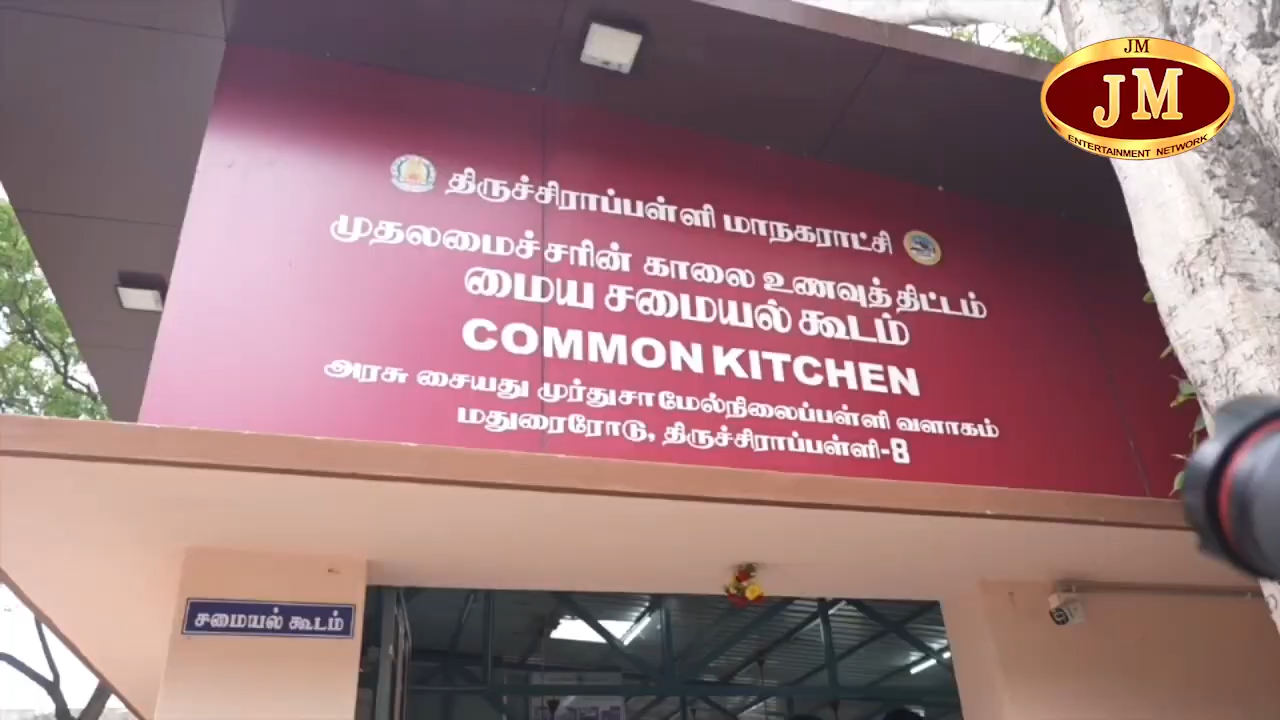 JM
JM
ENTERTAINMENT NETWORK
திருச்சிராப்பள்ளி மாநகராட்சி
முதலமைச்சரின் காலை உணவுத் திட்டம்
மைய சமையல் கூடம்
COMMON KITCHEN
அரசு சையது முர்துசாமேல்நிலைப்பள்ளி வளாகம்
மதுரைரோடு, திருச்சிராப்பள்ளி-8
சமையல் கூடம்